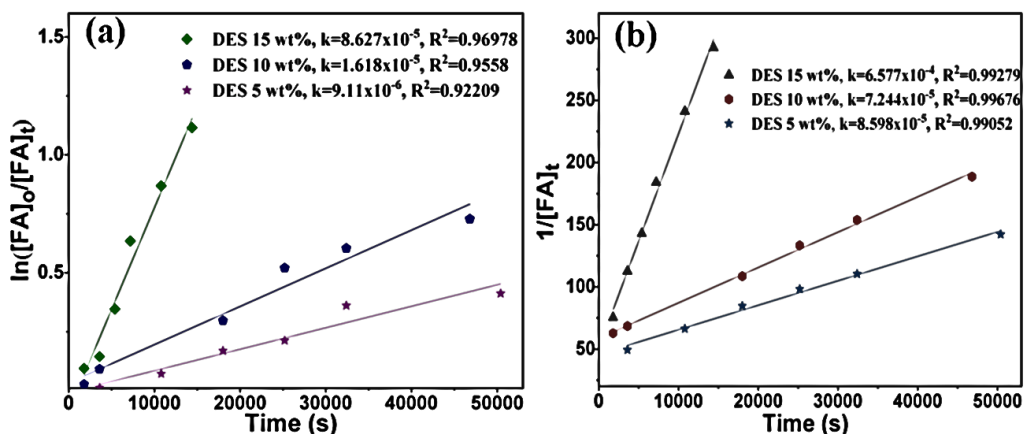 (a)
DES 15 wt%, k=8.627x10⁻⁵, R²=0.96978
DES 10 wt%, k=1.618x10⁻⁵, R²=0.9558
DES 5 wt%, k=9.11x10⁻⁶, R²=0.92209
ln([FA]₀/[FA]t)
1.5
1.0
0.5
0 10000 20000 30000 40000 50000
Time (s)
(b)
DES 15 wt%, k=6.577x10⁻⁴, R²=0.99279
DES 10 wt%, k=7.244x10⁻⁵, R²=0.99676
DES 5 wt%, k=8.598x10⁻⁵, R²=0.99052
1/[FA]t
300
250
200
150
100
50
0 10000 20000 30000 40000 50000
Time (s)